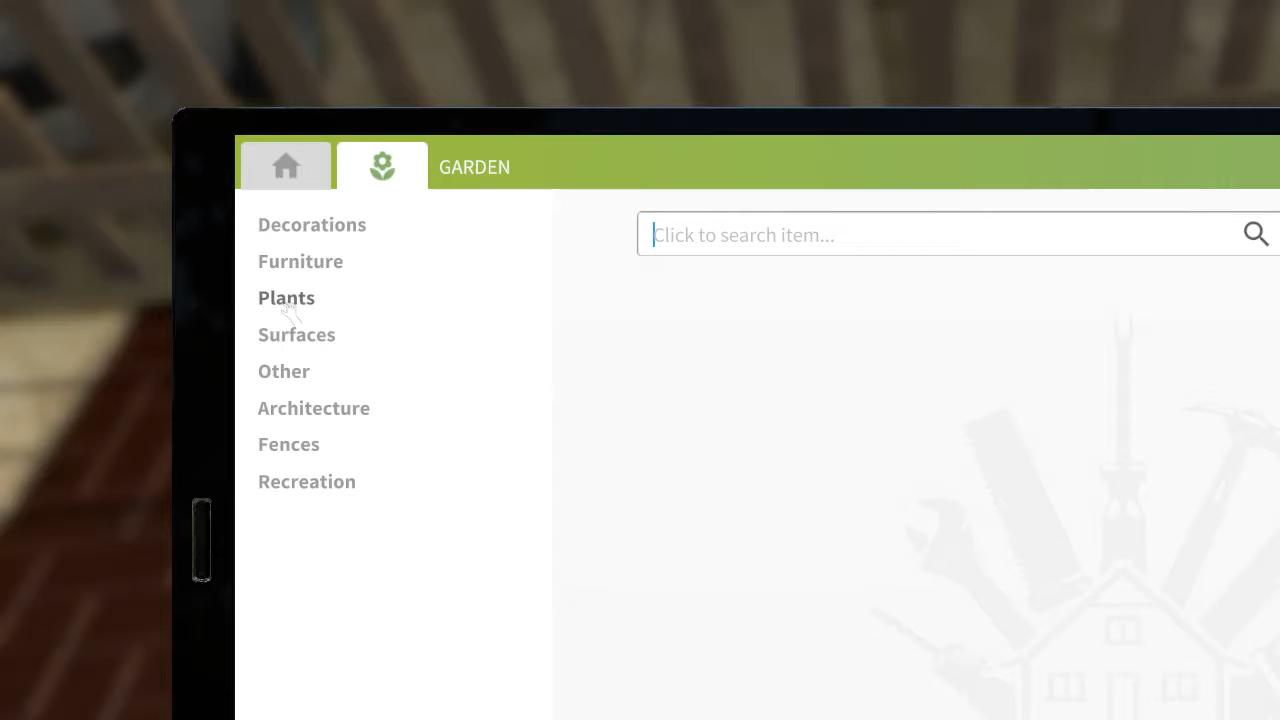 GARDEN
Click to search item...
Decorations
Furniture
Plants
Surfaces
Other
Architecture
Fences
Recreation